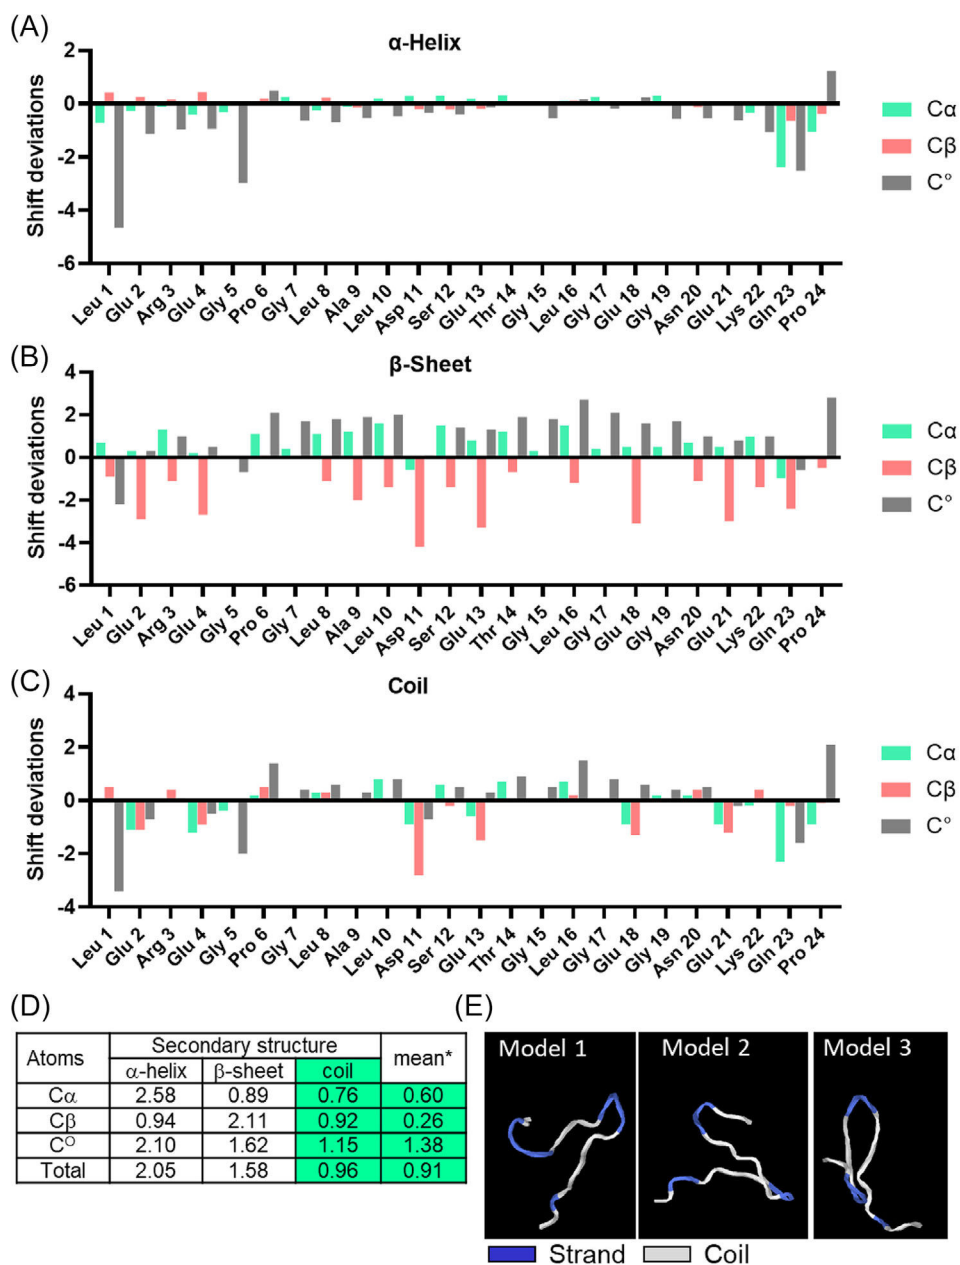 (A)
α-Helix
Shift deviations
2
0
-2
-4
-6
Cα
Cβ
C°
Leu 1 Glu 2 Arg 3 Glu 4 Gly 5 Pro 6 Gly 7 Leu 8 Ala 9 Leu 10 Asp 11 Ser 12 Glu 13 Thr 14 Gly 15 Leu 16 Gly 17 Glu 18 Gly 19 Asn 20 Glu 21 Lys 22 Gln 23 Pro 24
(B)
β-Sheet
Shift deviations
4
2
0
-2
-4
-6
Cα
Cβ
C°
Leu 1 Glu 2 Arg 3 Glu 4 Gly 5 Pro 6 Gly 7 Leu 8 Ala 9 Leu 10 Asp 11 Ser 12 Glu 13 Thr 14 Gly 15 Leu 16 Gly 17 Glu 18 Gly 19 Asn 20 Glu 21 Lys 22 Gln 23 Pro 24
(C)
Coil
Shift deviations
4
2
0
-2
-4
Cα
Cβ
C°
Leu 1 Glu 2 Arg 3 Glu 4 Gly 5 Pro 6 Gly 7 Leu 8 Ala 9 Leu 10 Asp 11 Ser 12 Glu 13 Thr 14 Gly 15 Leu 16 Gly 17 Glu 18 Gly 19 Asn 20 Glu 21 Lys 22 Gln 23 Pro 24
(D)
Atoms Secondary structure mean*
α-helix β-sheet coil
Cα 2.58 0.89 0.76 0.60
Cβ 0.94 2.11 0.92 0.26
C^O 2.10 1.62 1.15 1.38
Total 2.05 1.58 0.96 0.91
(E)
Model 1 Model 2 Model 3
Strand Coil